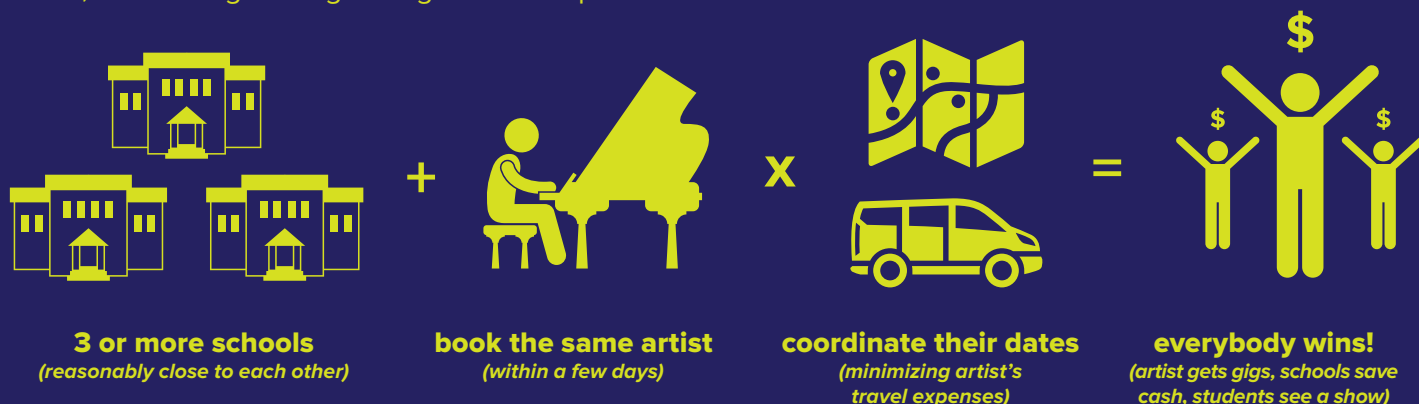 $
$ $
+ x =
3 or more schools
(reasonably close to each other)
book the same artist
(within a few days)
coordinate their dates
(minimizing artist's
travel expenses)
everybody wins!
(artist gets gigs, schools save
cash, students see a show)